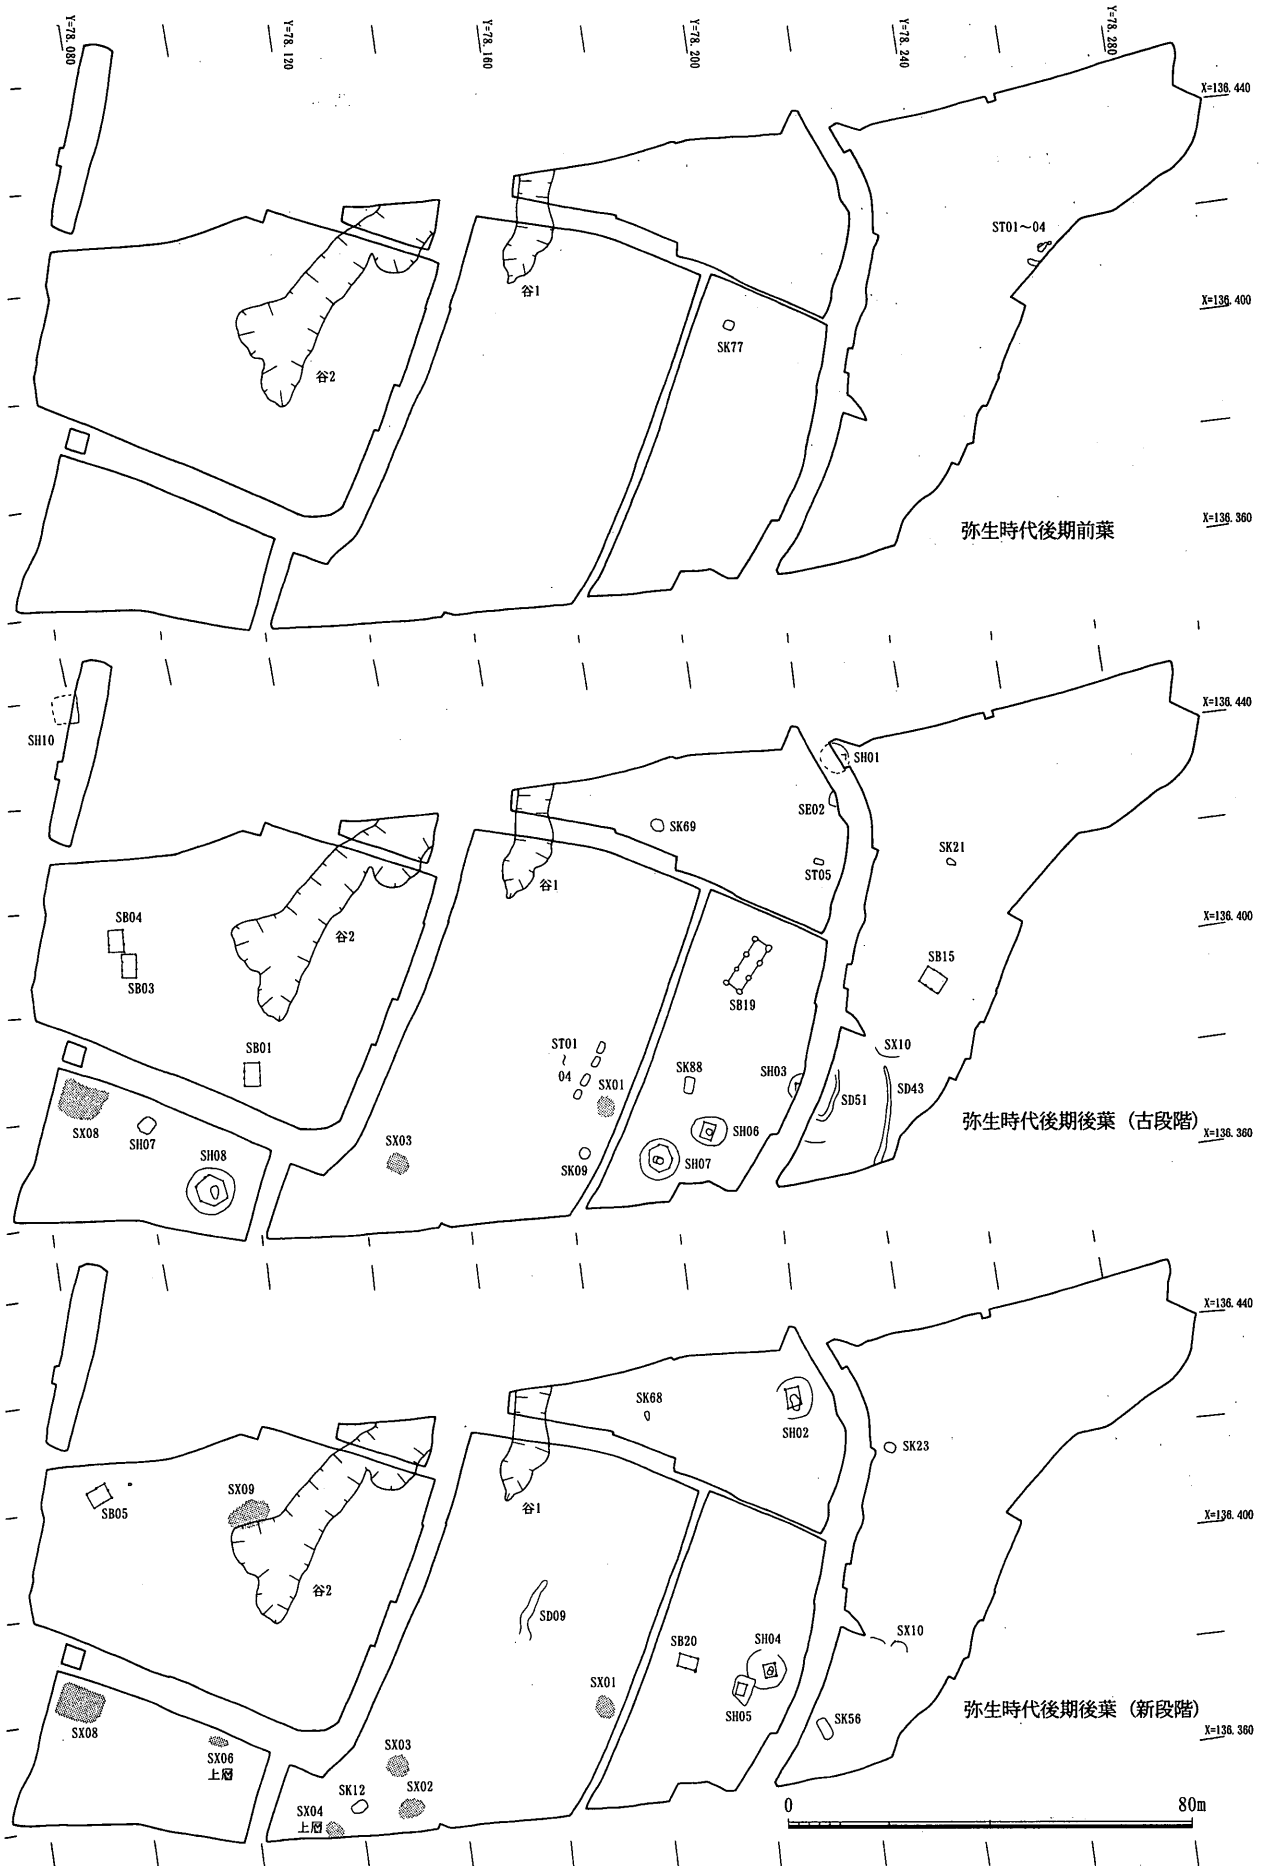 Y=78.080
Y=78.120
Y=78.160
Y=78.200
Y=78.240
Y=78.280
X=136.440
ST01～04
X=136.400
谷1
SK77
谷2
X=136.360
弥生時代後期前葉
X=136.440
SH10
SH01
SE02
SK69
SK21
ST05
谷1
X=136.400
SB04
谷2
SB15
SB03
SB19
SB01
ST01
～
04
SX10
SK88
SH03
SX01
SD51
SD43
弥生時代後期後葉（古段階）
SX08
SH07
SX03
SH06
X=136.360
SH08
SK09
SH07
X=136.440
SK68
SH02
SK23
SX09
SB05
谷1
X=136.400
谷2
SD09
SB20
SH04
SX10
SX01
SH05
弥生時代後期後葉（新段階）
SK56
SX08
X=136.360
SX06
上層
SX03
SK12
SX02
SX04
上層
0
80m